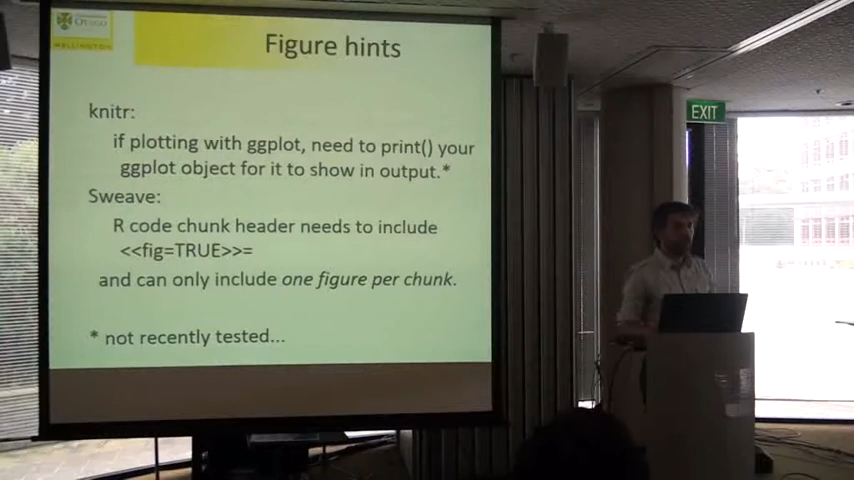 OTAGO
WELLINGTON
Figure hints
knitr:
if plotting with ggplot, need to print() your
ggplot object for it to show in output.*
Sweave:
R code chunk header needs to include
<<fig=TRUE>>=
and can only include one figure per chunk.
* not recently tested...
EXIT